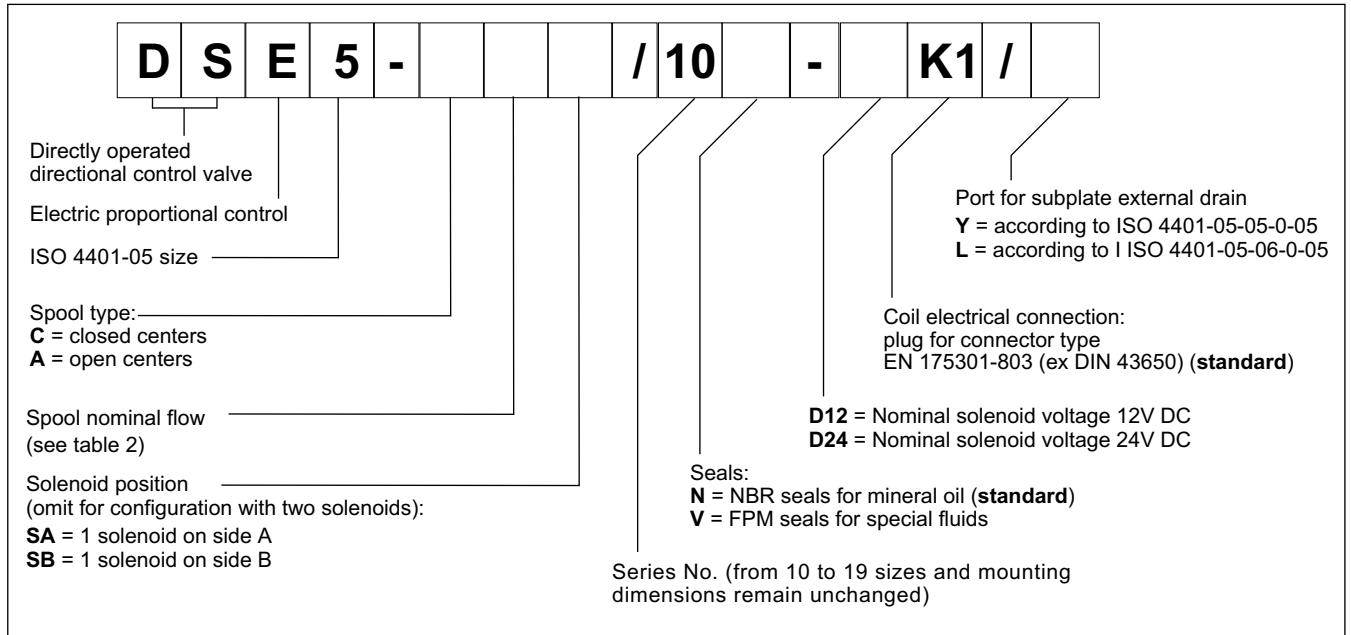 D S E 5 - / 10 - K1 /
Directly operated
directional control valve
Electric proportional control
ISO 4401-05 size
Spool type:
C = closed centers
A = open centers
Spool nominal flow
(see table 2)
Solenoid position
(omit for configuration with two solenoids):
SA = 1 solenoid on side A
SB = 1 solenoid on side B
Series No. (from 10 to 19 sizes and mounting
dimensions remain unchanged)
Seals:
N = NBR seals for mineral oil (standard)
V = FPM seals for special fluids
D12 = Nominal solenoid voltage 12V DC
D24 = Nominal solenoid voltage 24V DC
Coil electrical connection:
plug for connector type
EN 175301-803 (ex DIN 43650) (standard)
Port for subplate external drain
Y = according to ISO 4401-05-05-0-05
L = according to I ISO 4401-05-06-0-05